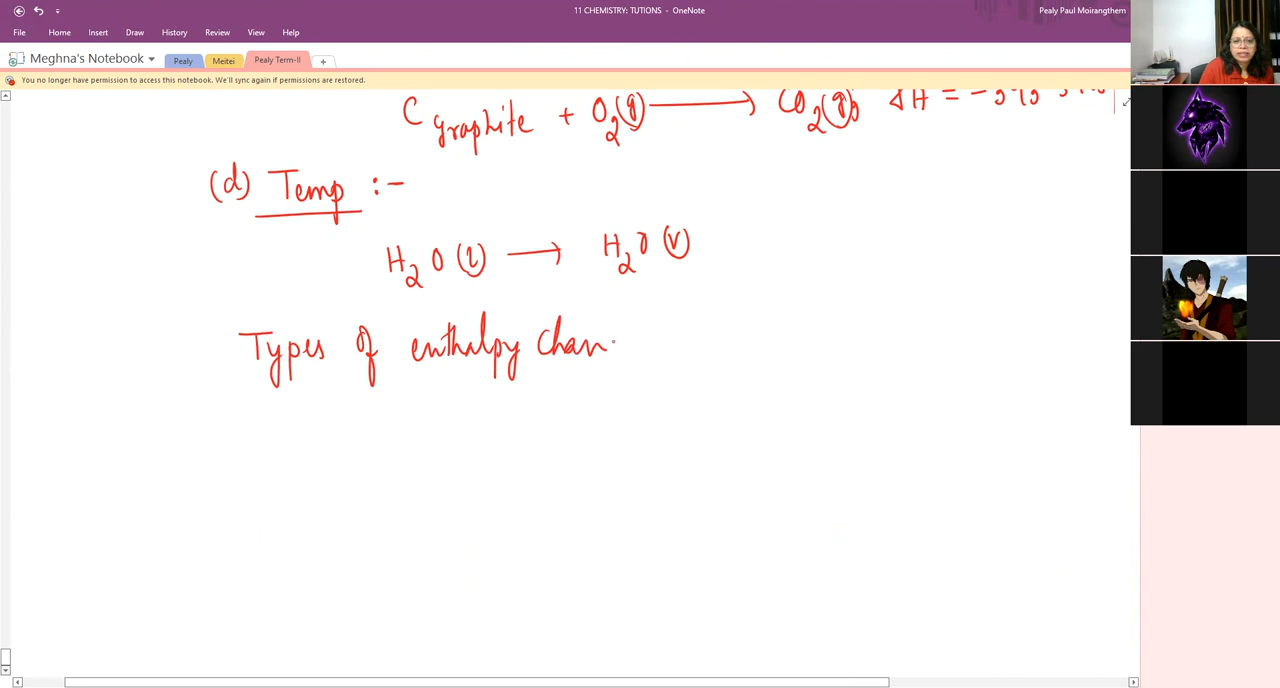 11 CHEMISTRY: TUTIONS - OneNote
Pealy Paul Moirangthem
File Home Insert Draw History Review View Help
Meghna's Notebook Pealy Meitei Pealy Term-II
You no longer have permission to access this notebook. We'll sync again if permissions are restored.
C graphite + O₂(g) ⟶ CO₂(g) ΔH =
(d) Temp :-
H₂O (l) ⟶ H₂O (v)
Types of enthalpy chan